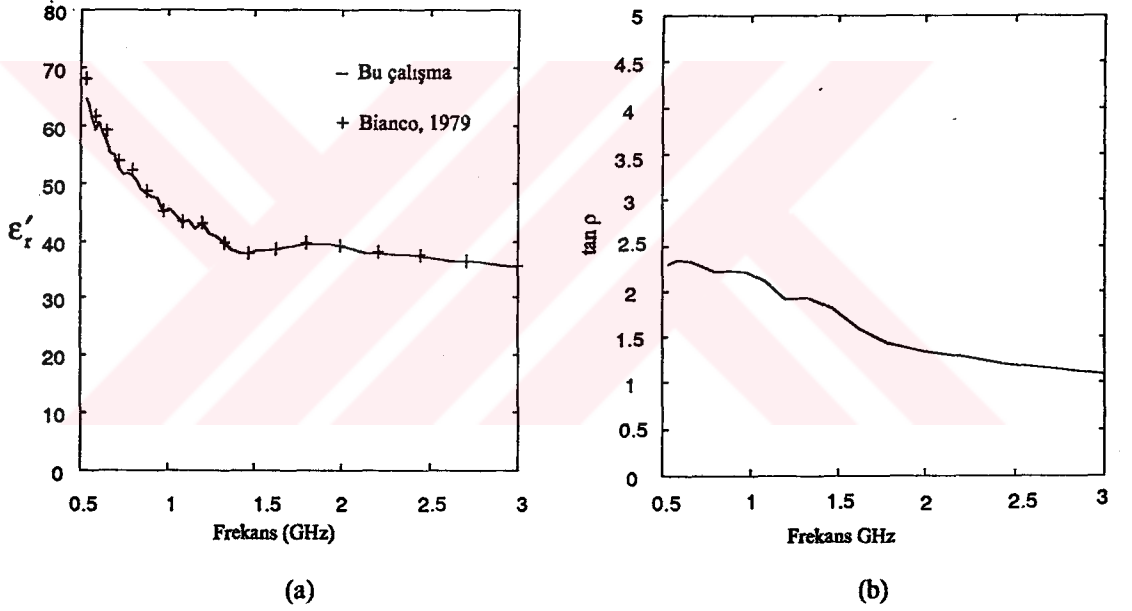 80
70
60
50
40
30
20
10
0
ε′r
– Bu çalışma
+ Bianco, 1979
0.5 1 1.5 2 2.5 3
Frekans (GHz)
(a)
5
4.5
4
3.5
3
2.5
2
1.5
1
0.5
0
tan ρ
0.5 1 1.5 2 2.5 3
Frekans GHz
(b)